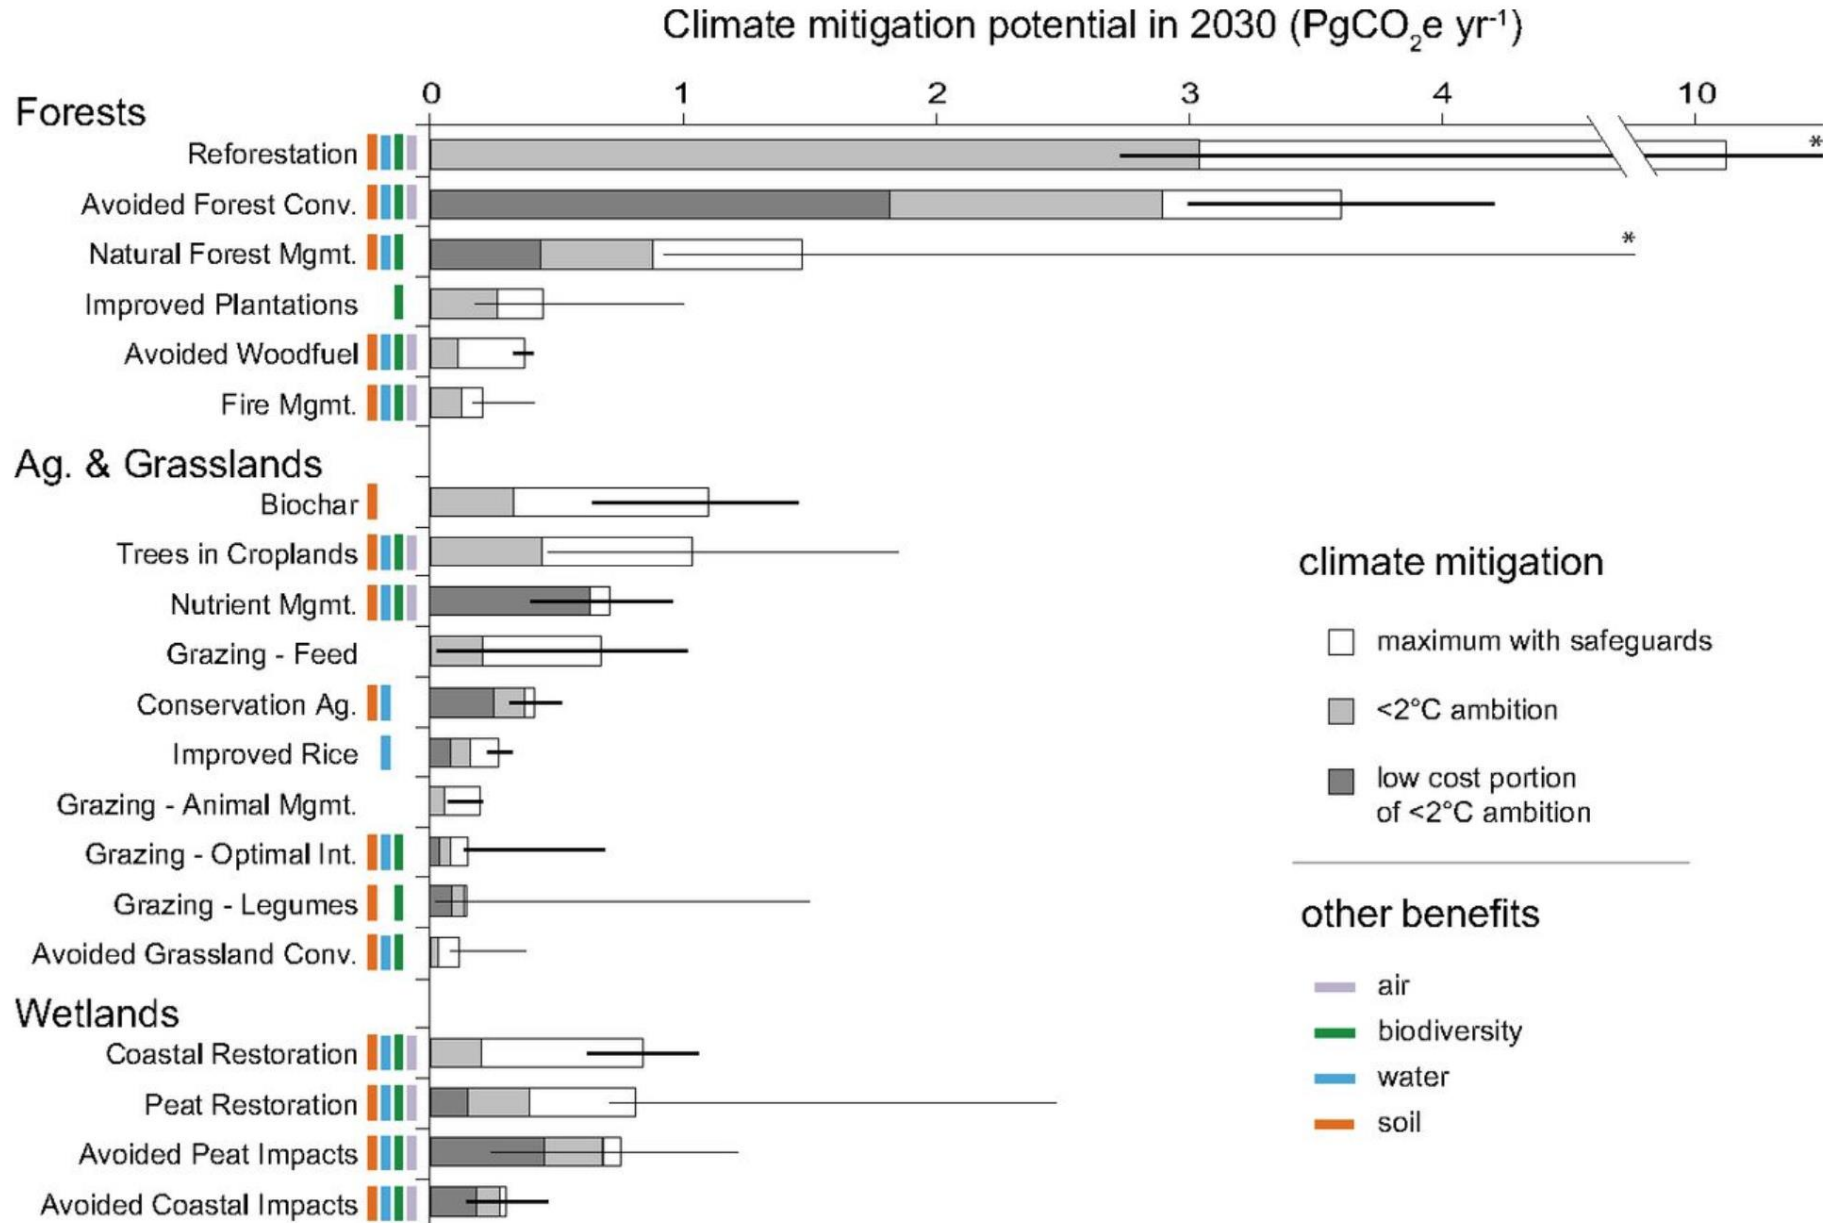 Climate mitigation potential in 2030 (PgCO₂e yr⁻¹)
0 1 2 3 4 10
Forests
Reforestation
*
Avoided Forest Conv.
Natural Forest Mgmt.
*
Improved Plantations
Avoided Woodfuel
Fire Mgmt.
Ag. & Grasslands
Biochar
Trees in Croplands
Nutrient Mgmt.
Grazing - Feed
Conservation Ag.
Improved Rice
Grazing - Animal Mgmt.
Grazing - Optimal Int.
Grazing - Legumes
Avoided Grassland Conv.
Wetlands
Coastal Restoration
Peat Restoration
Avoided Peat Impacts
Avoided Coastal Impacts
climate mitigation
maximum with safeguards
<2°C ambition
low cost portion
of <2°C ambition
other benefits
air
biodiversity
water
soil